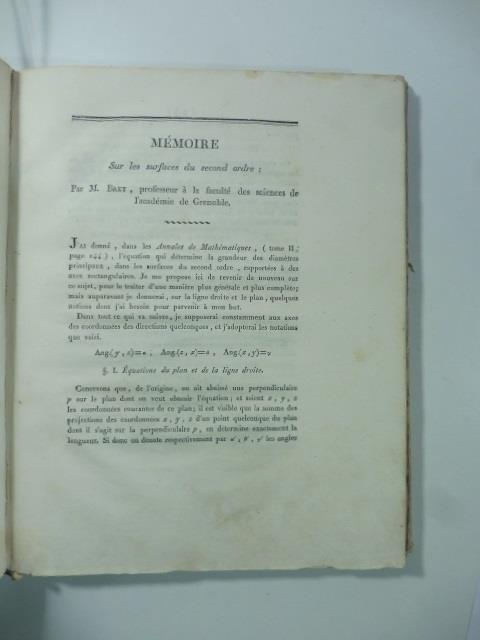 MÉMOIRE
Sur les surfaces du second ordre ;
Par M. BRET, professeur à la faculté des sciences de
l'académie de Grenoble.
J'AI donné, dans les Annales de Mathématiques, ( tome II,
page 144 ), l'équation qui détermine la grandeur des diamètres
principaux, dans les surfaces du second ordre, rapportées à des
axes rectangulaires. Je me propose ici de revenir de nouveau sur
ce sujet, pour le traiter d'une manière plus générale et plus complète;
mais auparavant je donnerai, sur la ligne droite et le plan, quelques
notions dont j'ai besoin pour parvenir à mon but.
Dans tout ce qui va suivre, je supposerai constamment aux axes
des coordonnées des directions quelconques, et j'adopterai les notations
que voici.
Ang.(y, z)= , Ang.(z, x)= , Ang.(x, y)=
§. I. Équations du plan et de la ligne droite.
Concevons que, de l'origine, on ait abaissé une perpendiculaire
p sur le plan dont on veut obtenir l'équation ; et soient x, y, z
les coordonnées courantes de ce plan; il est visible que la somme des
projections des coordonnées x, y, z d'un point quelconque du plan
dont il s'agit sur la perpendiculaire p, en détermine exactement la
longueur. Si donc on dénote respectivement par les angles